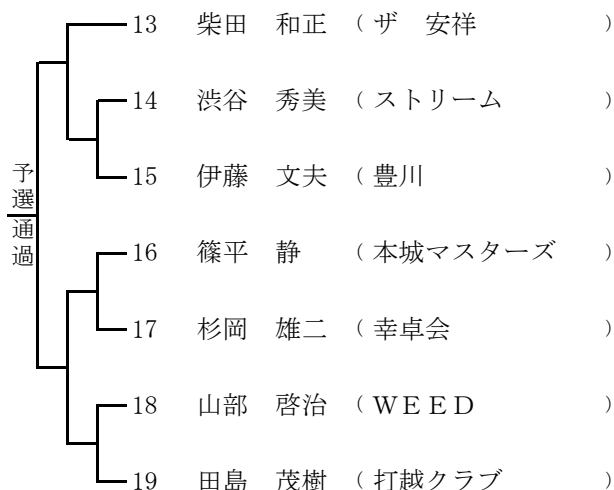 13 柴田 和正 (ザ 安祥)
14 渋谷 秀美 (ストリーム)
15 伊藤 文夫 (豊川)
予選通過
16 篠平 静 (本城マスターズ)
17 杉岡 雄二 (幸卓会)
18 山部 啓治 (ＷＥＥＤ)
19 田島 茂樹 (打越クラブ)